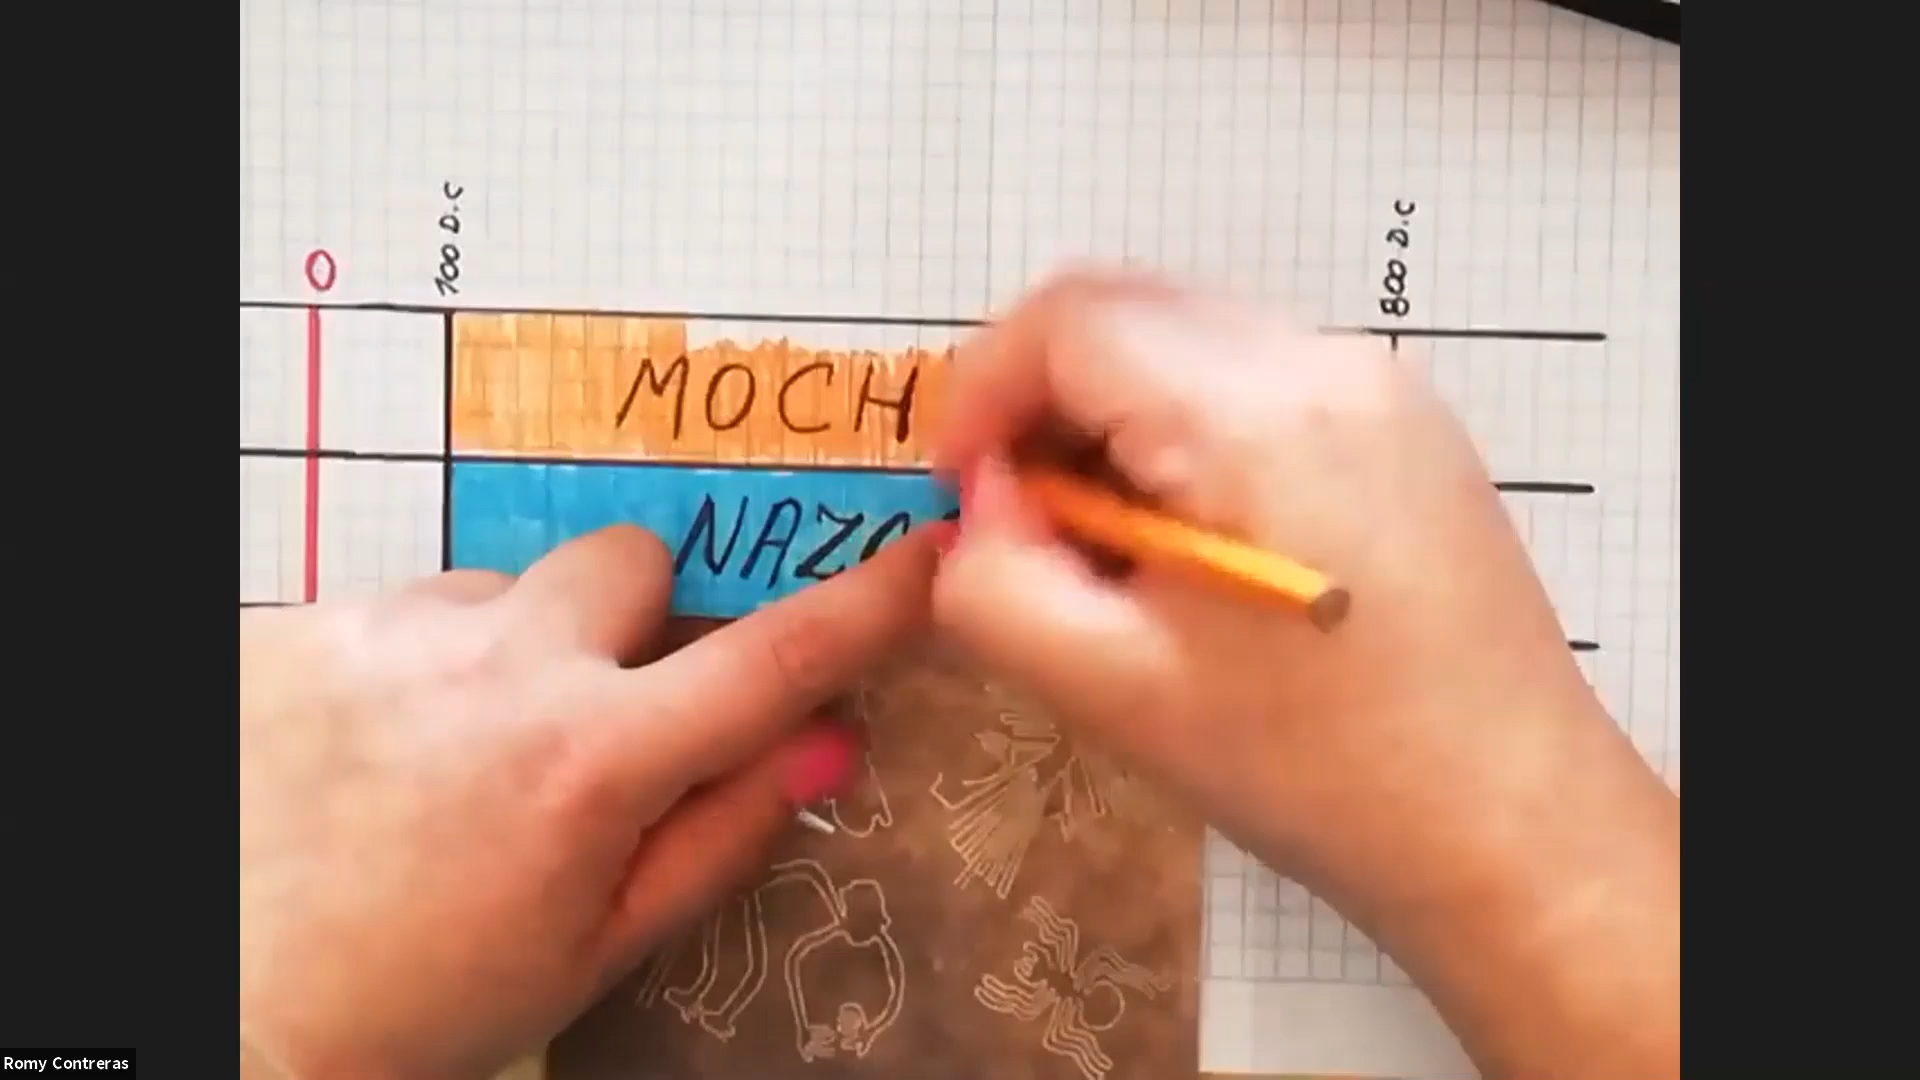 0
100 D.C
800 D.C
MOCH
NAZC
Romy Contreras